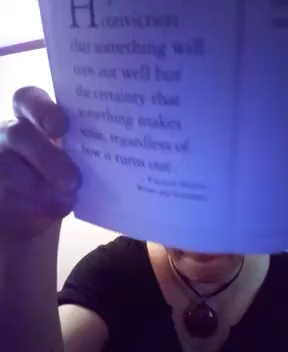 H
conviction
that something will
turn out well but
the certainty that
something makes
sense, regardless of
how it turns out.